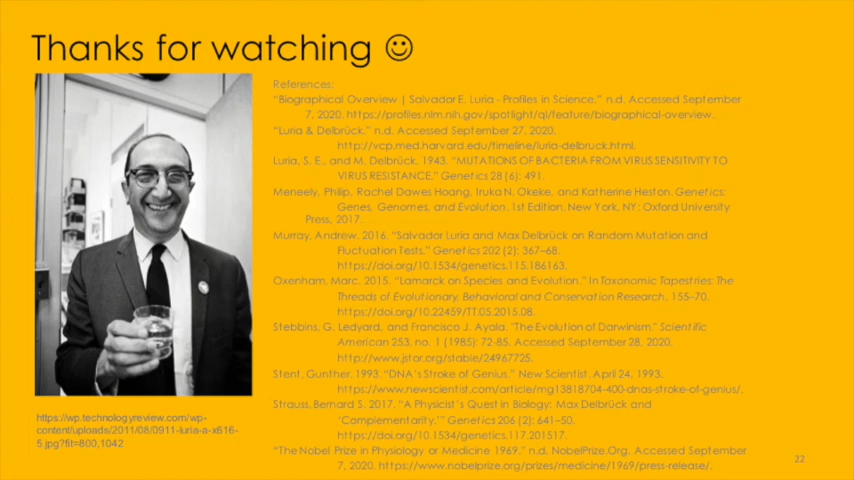 Thanks for watching ☺
References:
“Biographical Overview | Salvador E. Luria - Profiles in Science.” n.d. Accessed September
7, 2020. https://profiles.nlm.nih.gov/spotlight/ql/feature/biographical-overview.
“Luria & Delbrück.” n.d. Accessed September 27, 2020.
http://vcp.med.harvard.edu/timeline/luria-delbruck.html.
Luria, S. E., and M. Delbrück. 1943. “MUTATIONS OF BACTERIA FROM VIRUS SENSITIVITY TO
VIRUS RESISTANCE.” Genetics 28 (6): 491.
Meneely, Philip, Rachel Dawes Hoang, Iruka N. Okeke, and Katherine Heston. Genetics:
Genes, Genomes, and Evolution. 1st Edition. New York, NY: Oxford University
Press, 2017.
Murray, Andrew. 2016. “Salvador Luria and Max Delbrück on Random Mutation and
Fluctuation Tests.” Genetics 202 (2): 367–68.
https://doi.org/10.1534/genetics.115.186163.
Oxenham, Marc. 2015. “Lamarck on Species and Evolution.” In Taxonomic Tapestries: The
Threads of Evolutionary, Behavioral and Conservation Research, 155–70.
https://doi.org/10.22459/TT.05.2015.08.
Stebbins, G. Ledyard, and Francisco J. Ayala. "The Evolution of Darwinism." Scientific
American 253, no. 1 (1985): 72-85. Accessed September 28, 2020.
http://www.jstor.org/stable/24967725.
Stent, Gunther. 1993. “DNA’s Stroke of Genius.” New Scientist, April 24, 1993.
https://www.newscientist.com/article/mg13818704-400-dnas-stroke-of-genius/.
Strauss, Bernard S. 2017. “A Physicist’s Quest in Biology: Max Delbrück and
‘Complementarity.’” Genetics 206 (2): 641–50.
https://doi.org/10.1534/genetics.117.201517.
“The Nobel Prize in Physiology or Medicine 1969.” n.d. NobelPrize.Org. Accessed September
7, 2020. https://www.nobelprize.org/prizes/medicine/1969/press-release/.
https://wp.technologyreview.com/wp-
content/uploads/2011/08/0911-luria-a-x616-
5.jpg?fit=800,1042
22